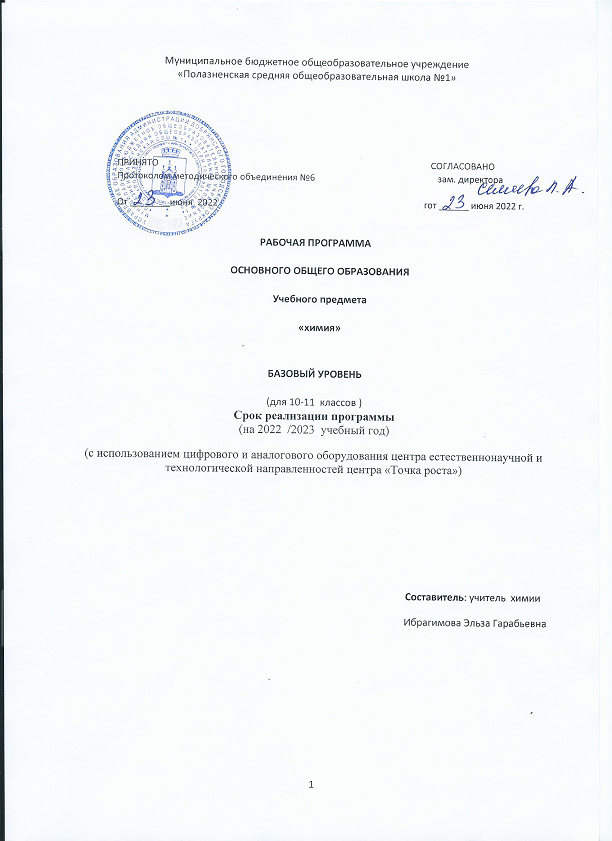 Муниципальное бюджетное общеобразовательное учреждение
«Полазненская средняя общеобразовательная школа №1»
ПРИНЯТО
Протоколом методического объединения №6
От 23 июня 2022
СОГЛАСОВАНО
зам. директора
гот 23 июня 2022 г.
РАБОЧАЯ ПРОГРАММА
ОСНОВНОГО ОБЩЕГО ОБРАЗОВАНИЯ
Учебного предмета
«химия»
БАЗОВЫЙ УРОВЕНЬ
(для 10-11 классов )
Срок реализации программы
(на 2022 /2023 учебный год)
(с использованием цифрового и аналогового оборудования центра естественнонаучной и
технологической направленностей центра «Точка роста»)
Составитель: учитель химии
Ибрагимова Эльза Гарабьевна
1